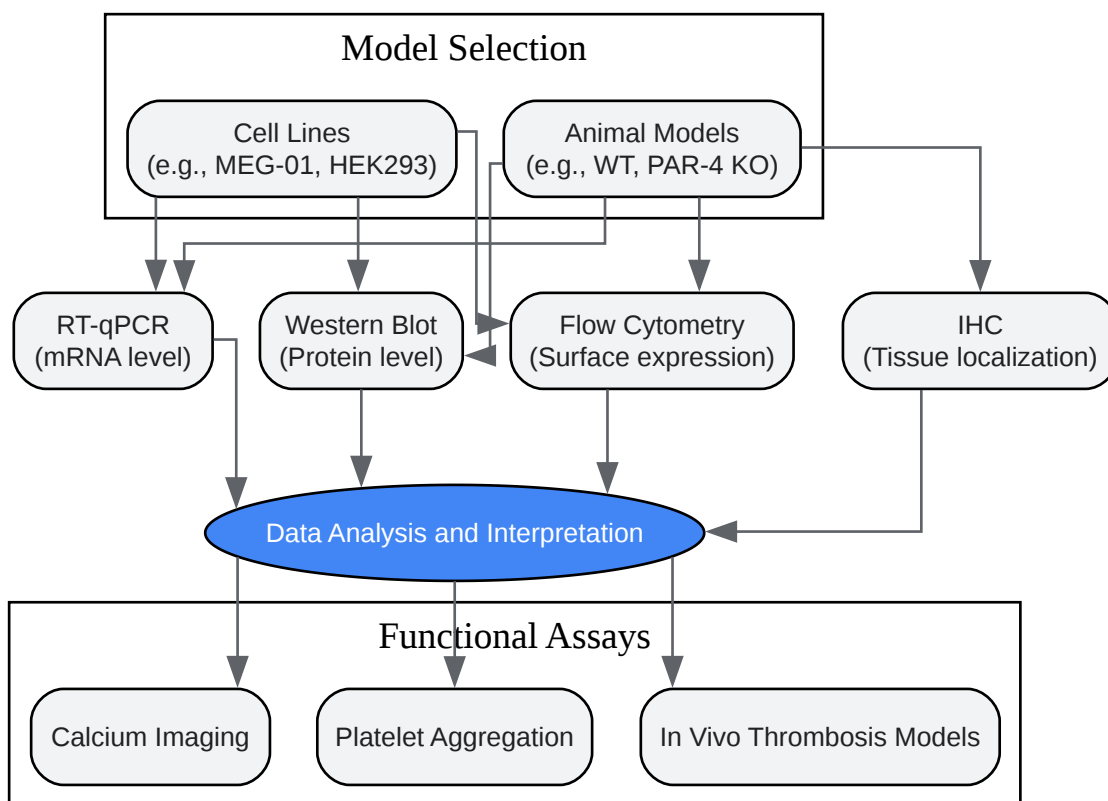 Model Selection
Cell Lines
(e.g., MEG-01, HEK293)
Animal Models
(e.g., WT, PAR-4 KO)
RT-qPCR
(mRNA level)
Western Blot
(Protein level)
Flow Cytometry
(Surface expression)
IHC
(Tissue localization)
Data Analysis and Interpretation
Functional Assays
Calcium Imaging
Platelet Aggregation
In Vivo Thrombosis Models